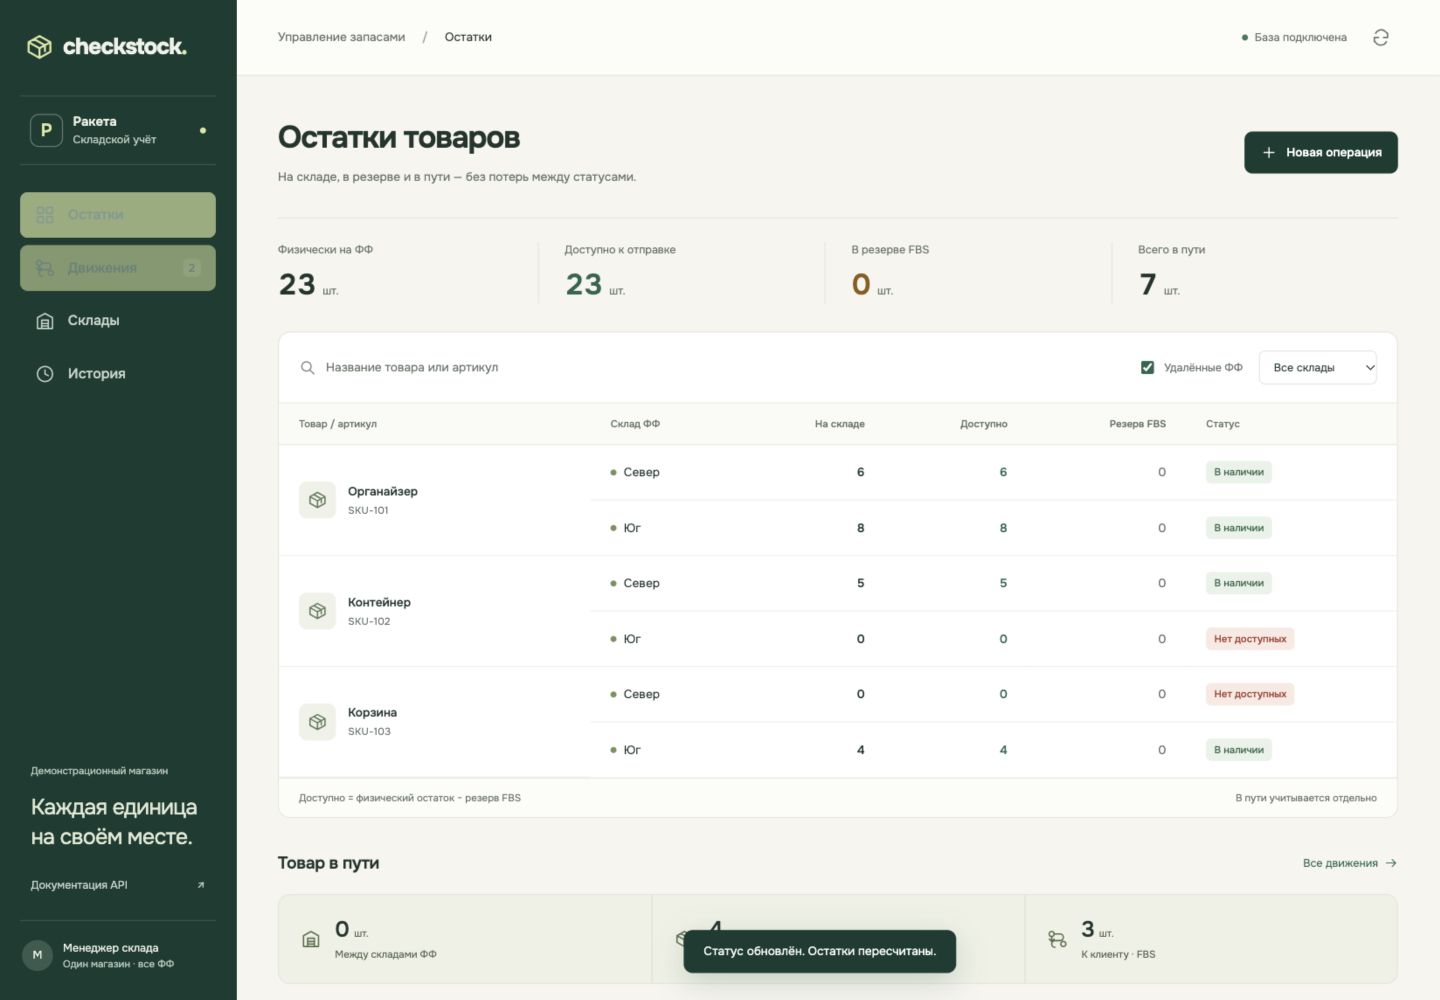 checkstock.
P
Ракета
Складской учёт
Остатки
Движения 2
Склады
История
Демонстрационный магазин
Каждая единица
на своём месте.
Документация API
М
Менеджер склада
Один магазин · все ФФ
Управление запасами / Остатки
База подключена
Остатки товаров
На складе, в резерве и в пути — без потерь между статусами.
Новая операция
Физически на ФФ
23 шт.
Доступно к отправке
23 шт.
В резерве FBS
0 шт.
Всего в пути
7 шт.
Название товара или артикул
Удалённые ФФ
Все склады
Товар / артикул Склад ФФ На складе Доступно Резерв FBS Статус
Органайзер
SKU-101
Север 6 6 0 В наличии
Юг 8 8 0 В наличии
Контейнер
SKU-102
Север 5 5 0 В наличии
Юг 0 0 0 Нет доступных
Корзина
SKU-103
Север 0 0 0 Нет доступных
Юг 4 4 0 В наличии
Доступно = физический остаток − резерв FBS
В пути учитывается отдельно
Товар в пути
Все движения
0 шт.
Между складами ФФ
4
3 шт.
К клиенту · FBS
Статус обновлён. Остатки пересчитаны.